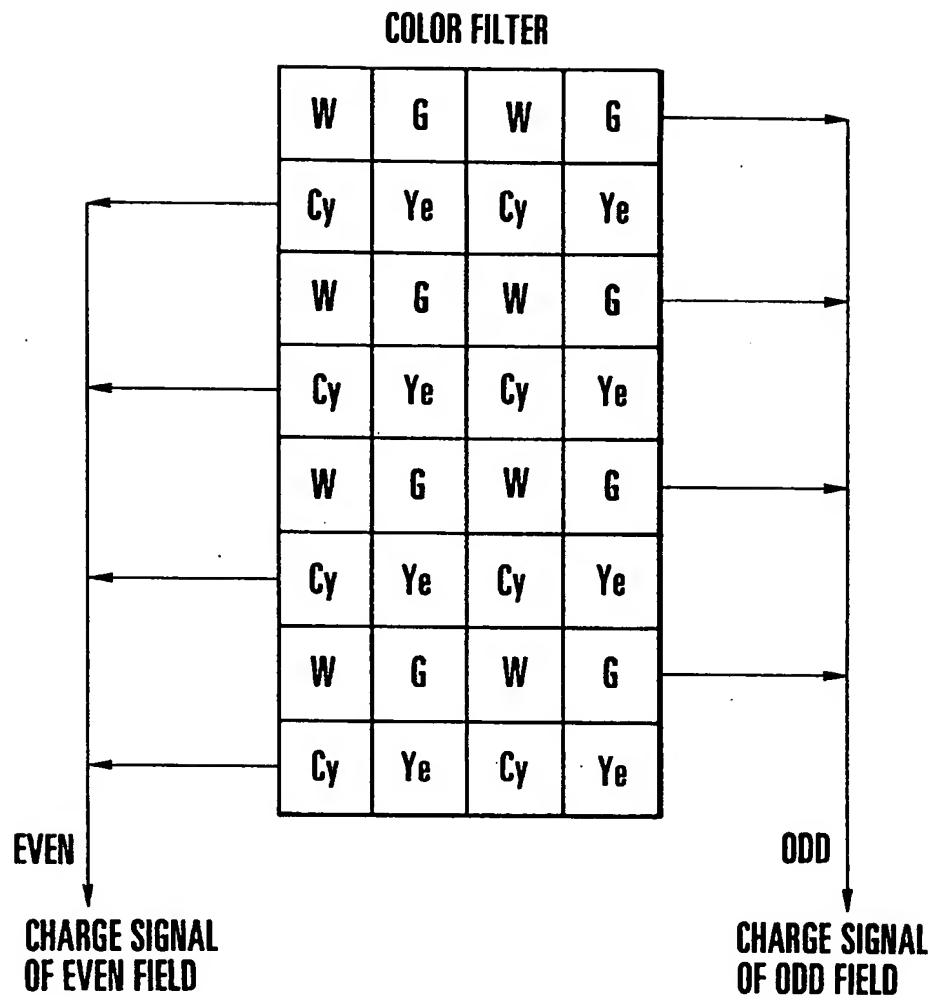 COLOR FILTER
W G W G
Cy Ye Cy Ye
W G W G
Cy Ye Cy Ye
W G W G
Cy Ye Cy Ye
W G W G
Cy Ye Cy Ye
EVEN
ODD
CHARGE SIGNAL
OF EVEN FIELD
CHARGE SIGNAL
OF ODD FIELD